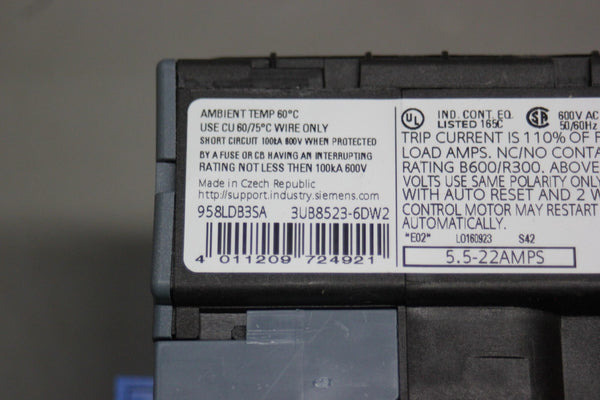 AMBIENT TEMP 60°C
USE CU 60/75°C WIRE ONLY
SHORT CIRCUIT 100kA 600V WHEN PROTECTED
BY A FUSE OR CB HAVING AN INTERRUPTING
RATING NOT LESS THEN 100kA 600V
Made in Czech Republic
http://support.industry.siemens.com
958LDB3SA 3UB8523-6DW2
4 011209 724921
UL IND. CONT. EQ. LISTED 165C
600V AC 50/60Hz
TRIP CURRENT IS 110% OF F
LOAD AMPS. NC/NO CONTA
RATING B600/R300. ABOVE
VOLTS USE SAME POLARITY ONLY
WITH AUTO RESET AND 2 W
CONTROL MOTOR MAY RESTART
AUTOMATICALLY.
*E02* L0160923 S42
5.5-22AMPS